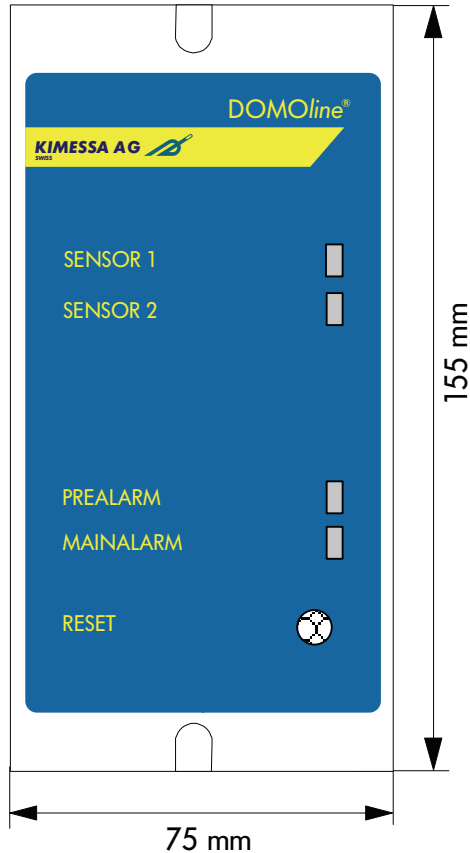 DOMOline®
KIMESSA AG
SWISS
SENSOR 1
SENSOR 2
155 mm
PREALARM
MAINALARM
RESET
75 mm